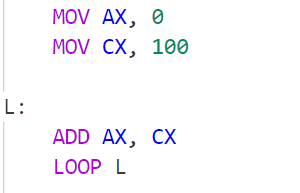 MOV AX, 0
MOV CX, 100
L:
ADD AX, CX
LOOP L